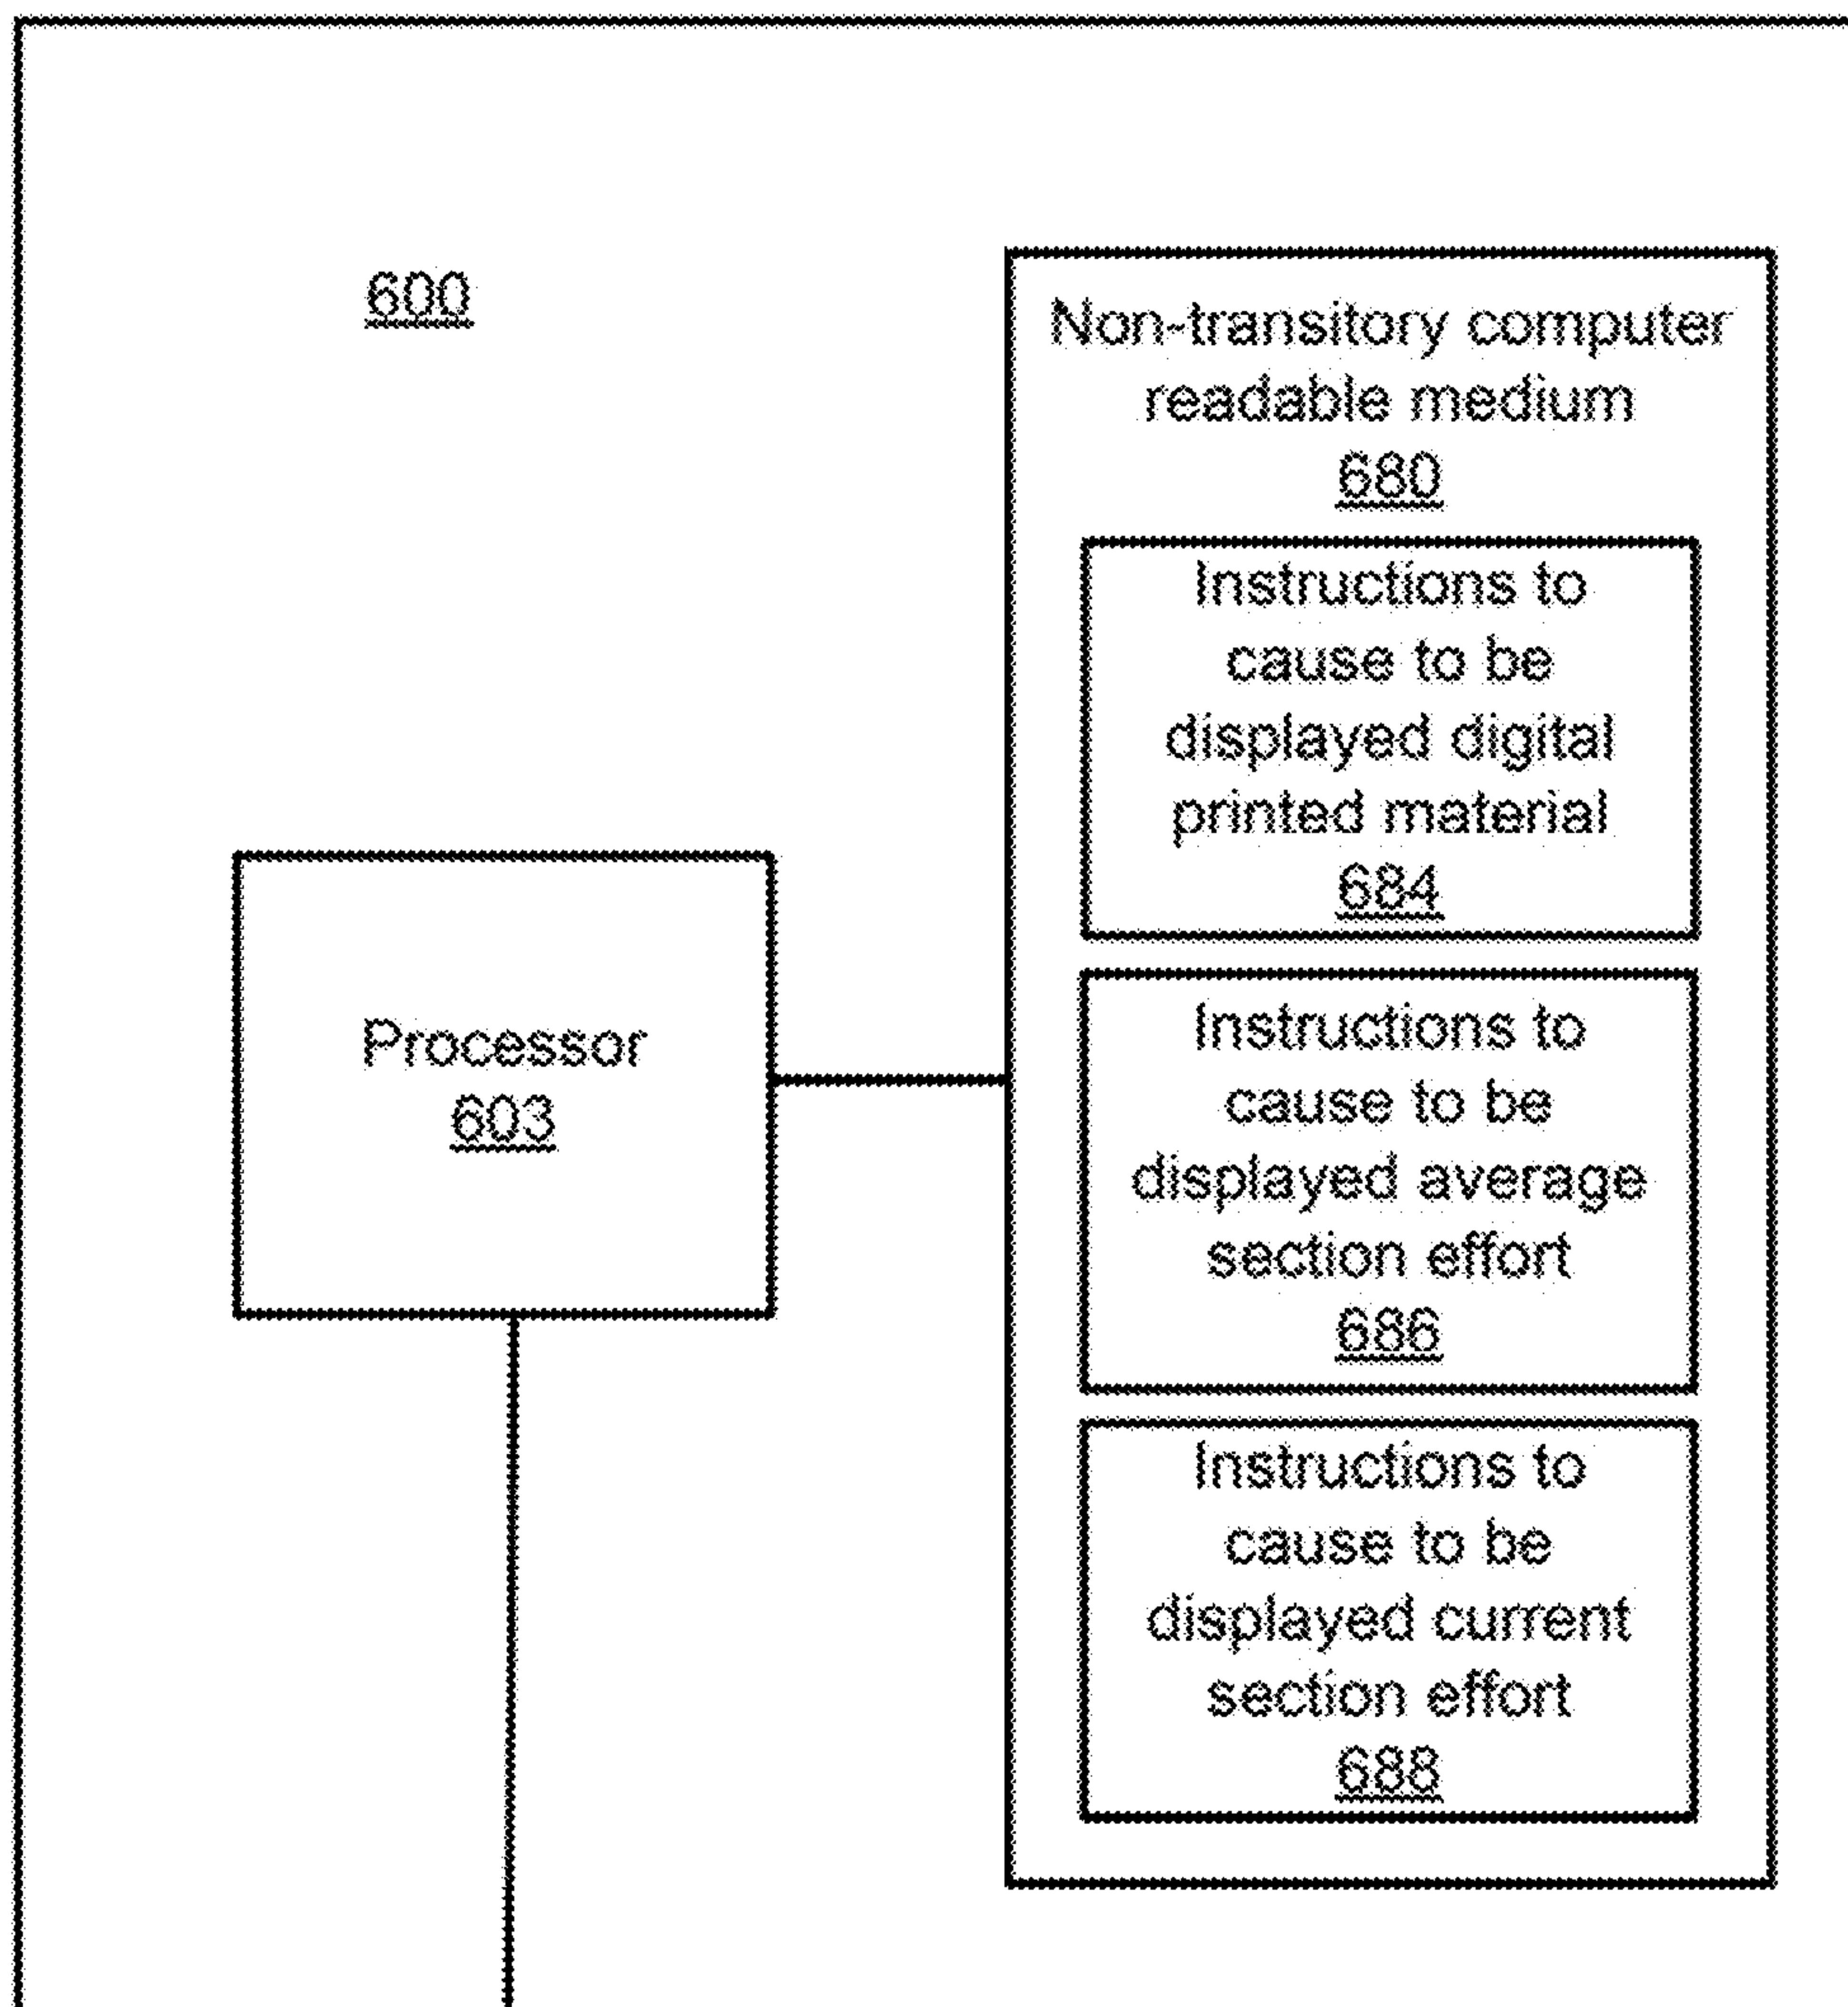 600
Non-transitory computer
readable medium
680
Instructions to
cause to be
displayed digital
printed material
684
Processor
603
Instructions to
cause to be
displayed average
section effort
686
Instructions to
cause to be
displayed current
section effort
688